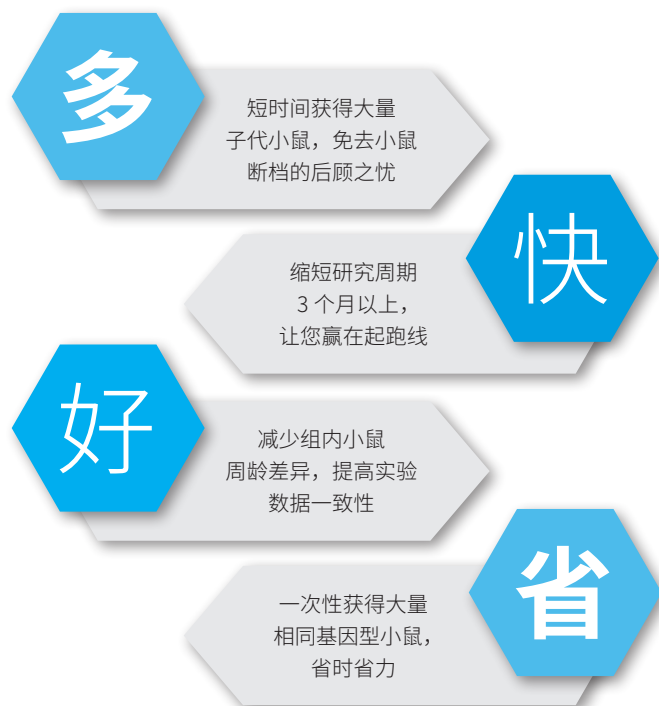 多
短时间获得大量
子代小鼠，免去小鼠
断档的后顾之忧
快
缩短研究周期
3 个月以上，
让您赢在起跑线
好
减少组内小鼠
周龄差异，提高实验
数据一致性
省
一次性获得大量
相同基因型小鼠，
省时省力